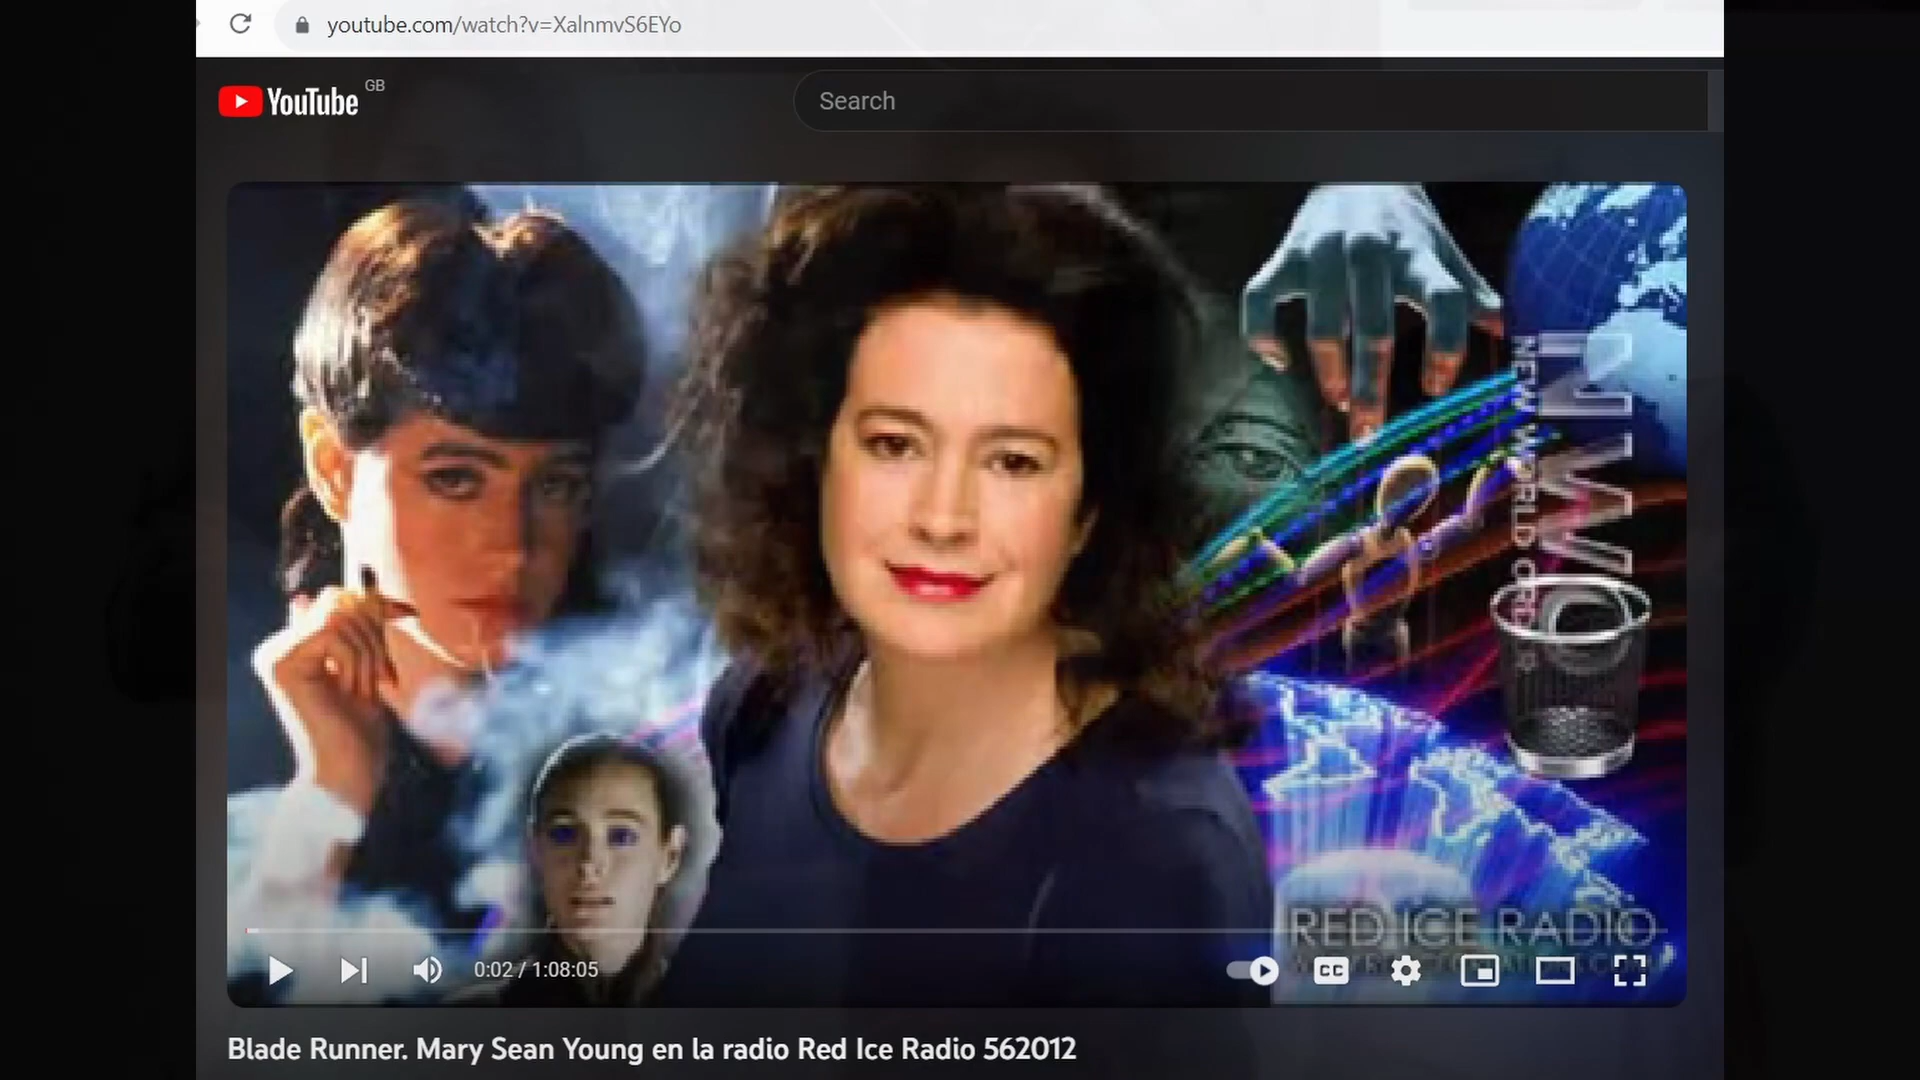 youtube.com/watch?v=XalnmvS6EYo
YouTube GB
Search
NWO
NEW WORLD ORDER
RED ICE RADIO
0:02 / 1:08:05
CC
Blade Runner. Mary Sean Young en la radio Red Ice Radio 562012